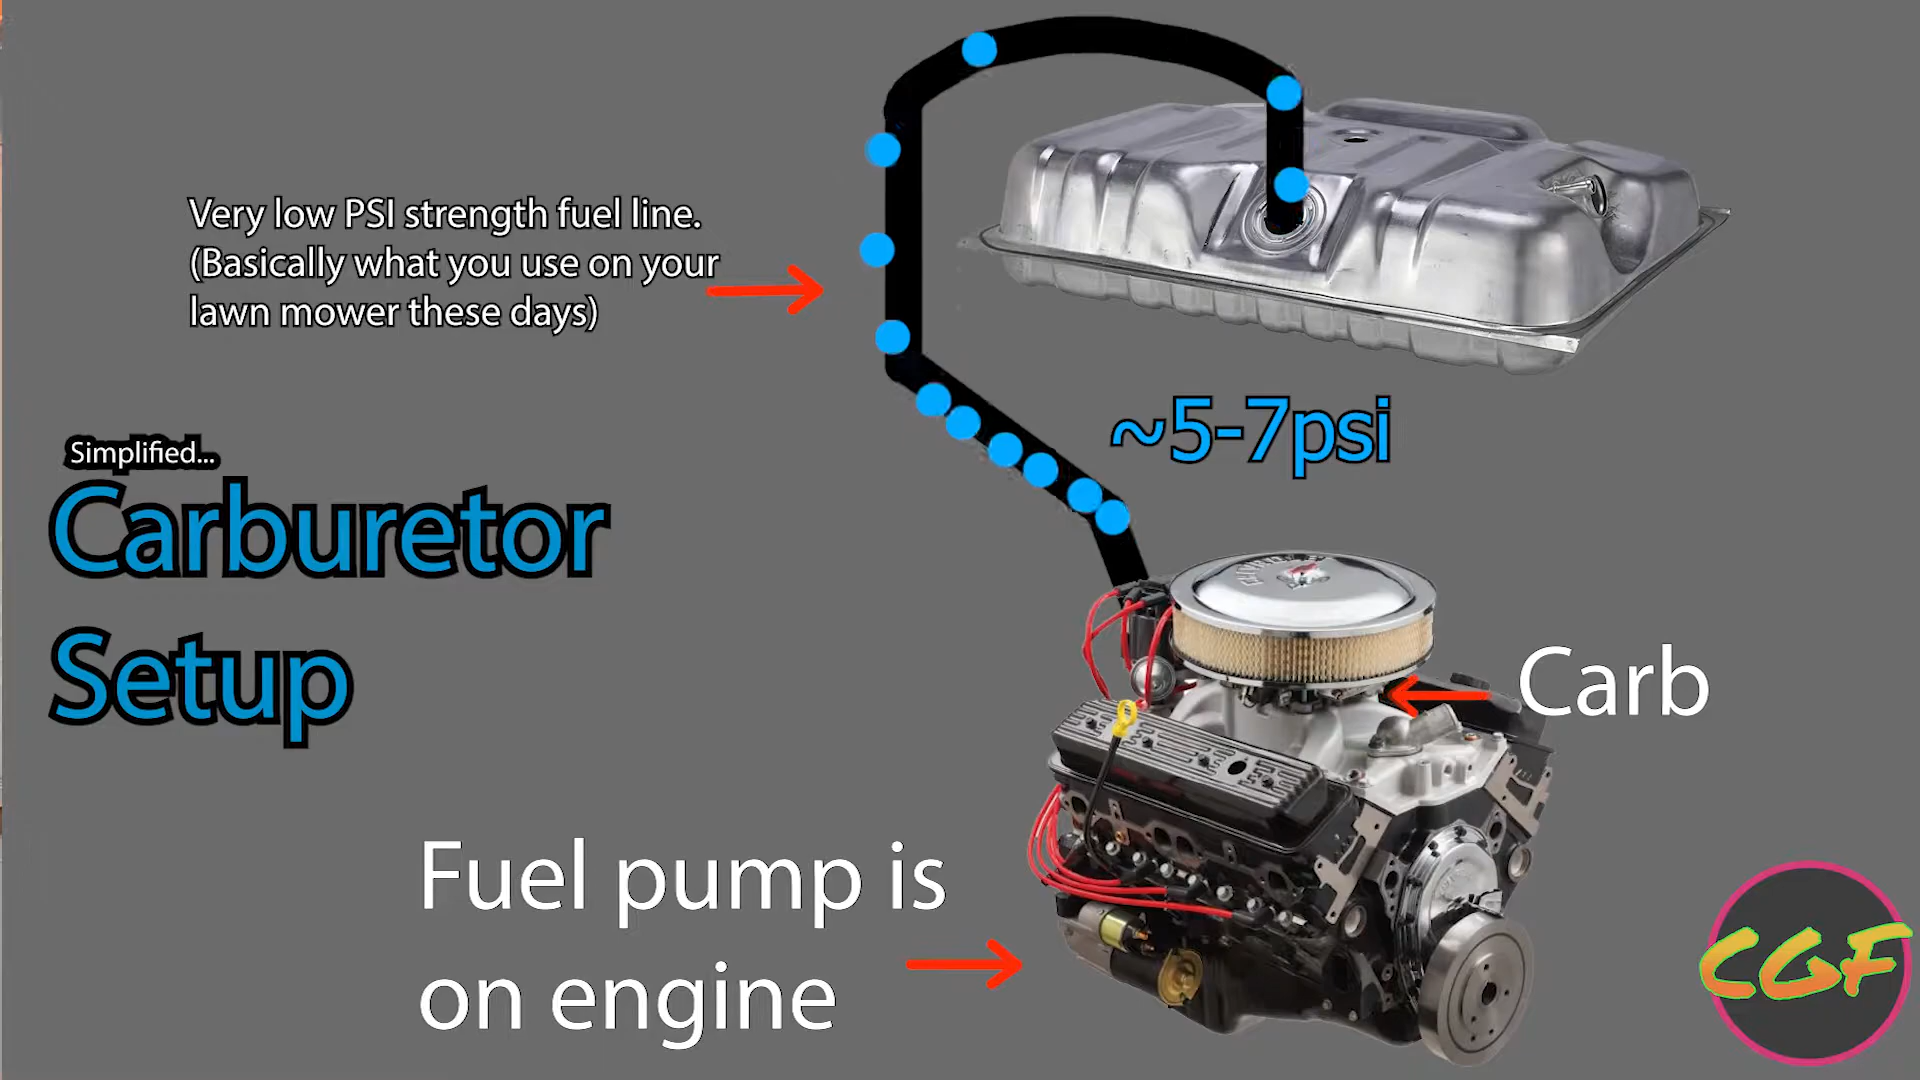 Very low PSI strength fuel line.
(Basically what you use on your
lawn mower these days)
~5-7psi
Simplified...
Carburetor
Setup
Carb
Fuel pump is
on engine
CGF